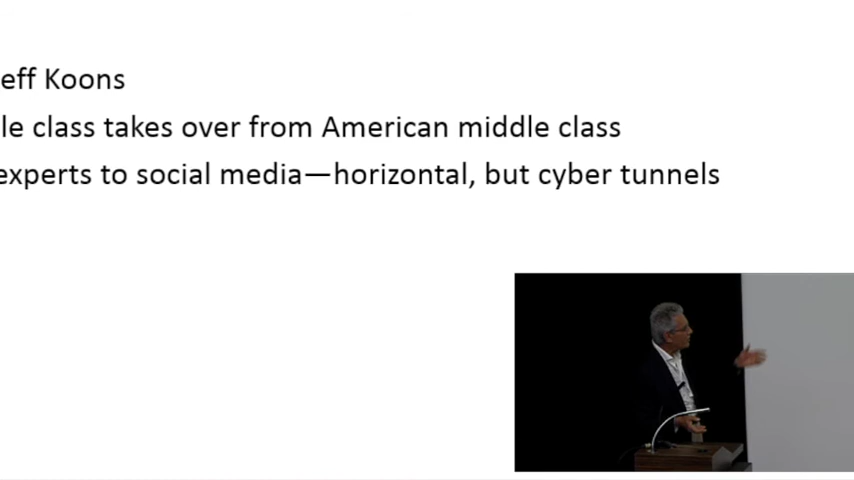 eff Koons
le class takes over from American middle class
experts to social media—horizontal, but cyber tunnels